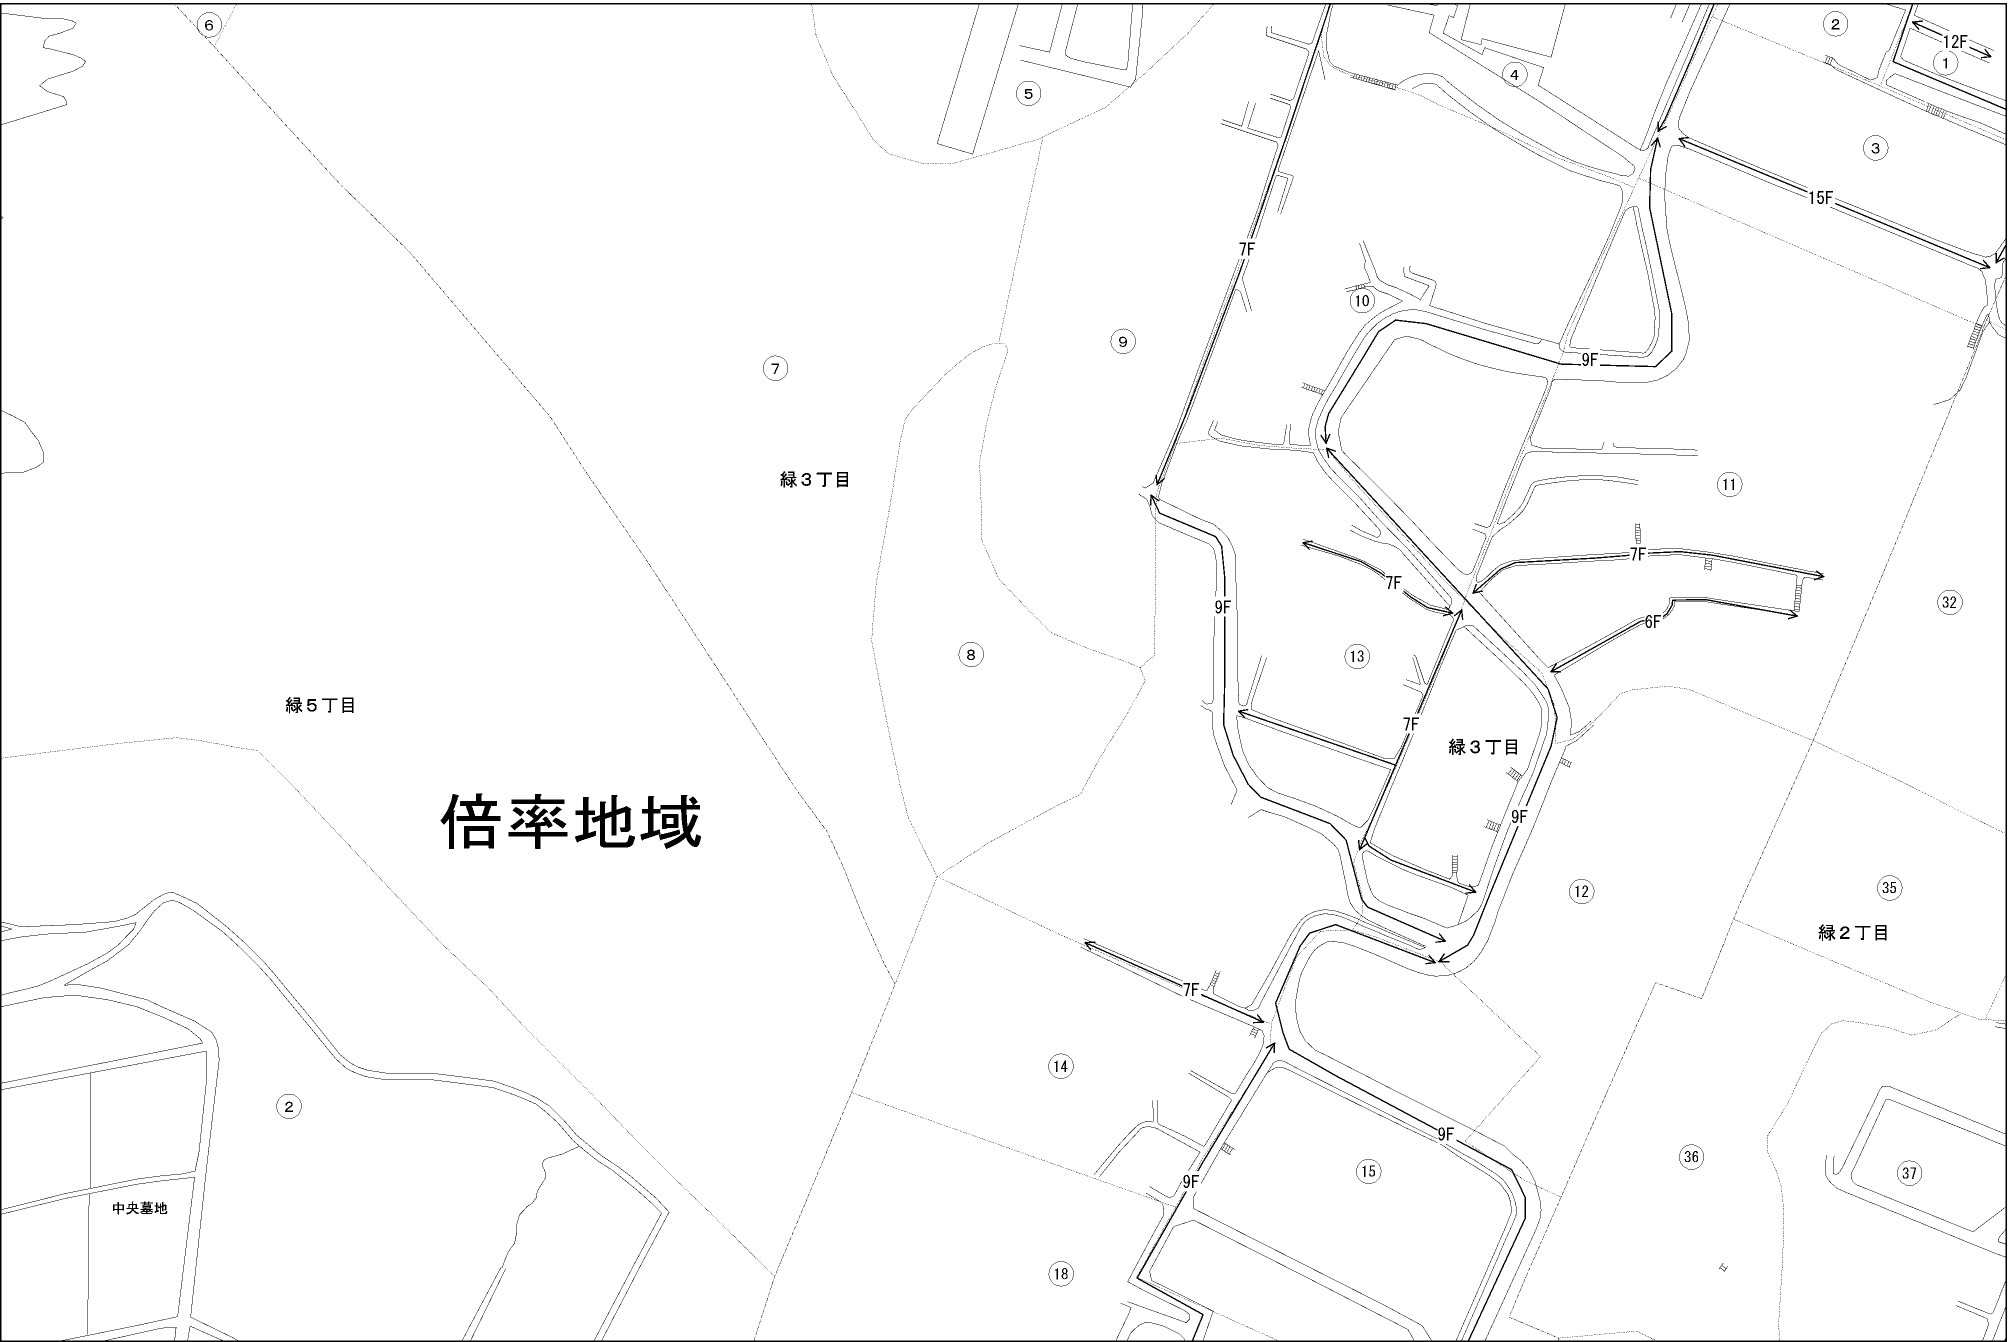 ⑥
②
12F
①
④
⑤
③
15F
7F
⑩
⑨
9F
⑦
緑３丁目
⑪
7F
7F
9F
6F
㉜
⑧
⑬
緑５丁目
7F
緑３丁目
倍率地域
9F
⑫
㉟
緑２丁目
7F
⑭
②
9F
㊱
⑮
㊲
9F
中央墓地
⑱